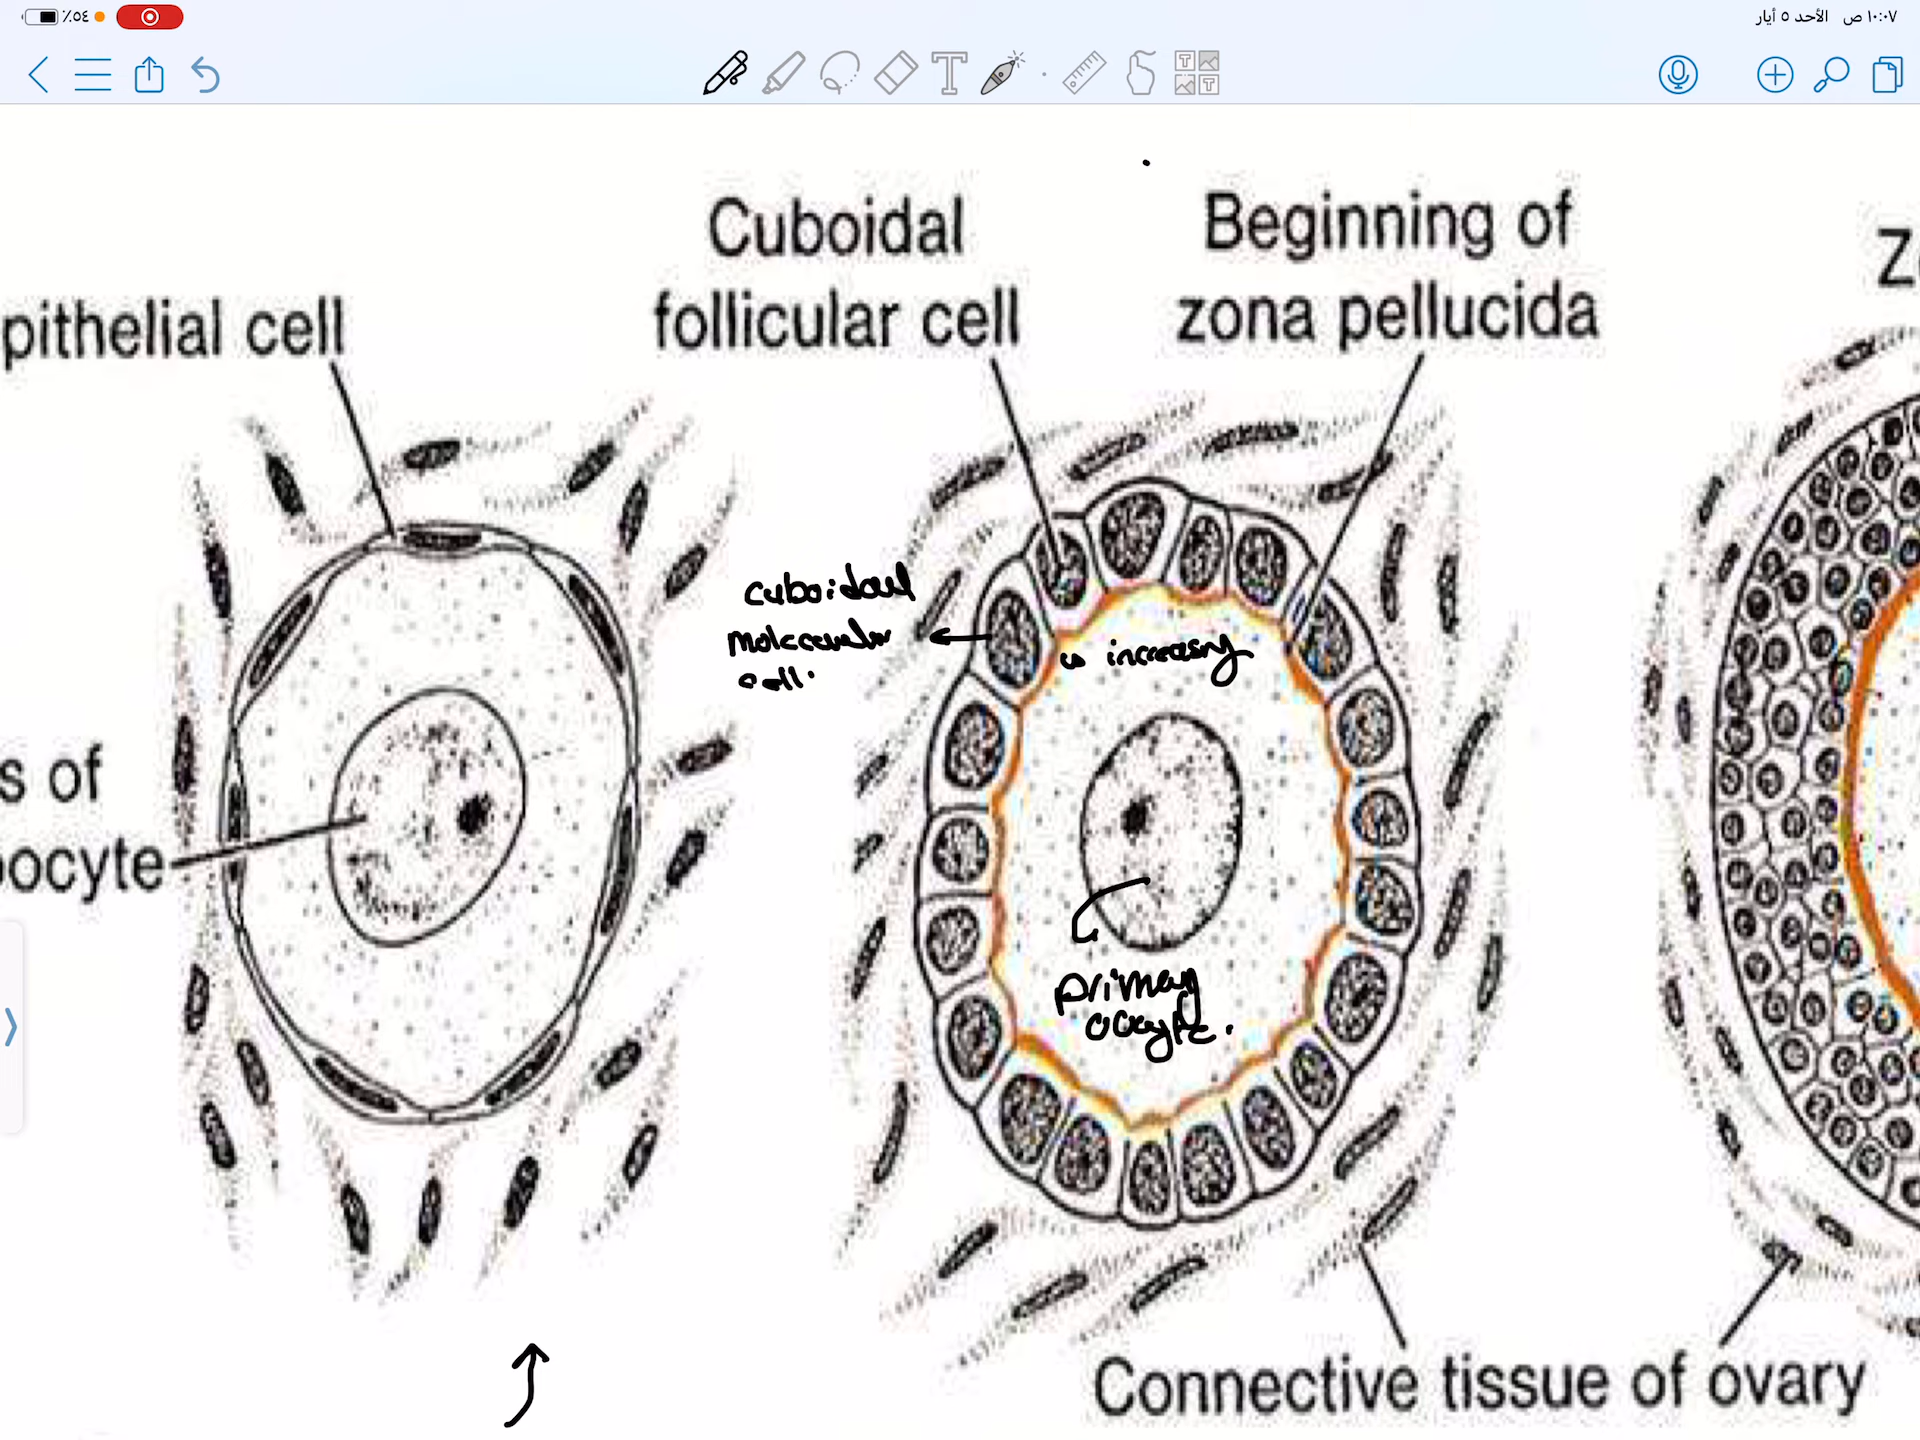 ٪٥٤
١٠:٠٧ ص الأحد ٥ أيار
Cuboidal
follicular cell
Beginning of
zona pellucida
Z
pithelial cell
cuboidal
cell.
increasing
s of
ocyte
primary
oocyte.
Connective tissue of ovary